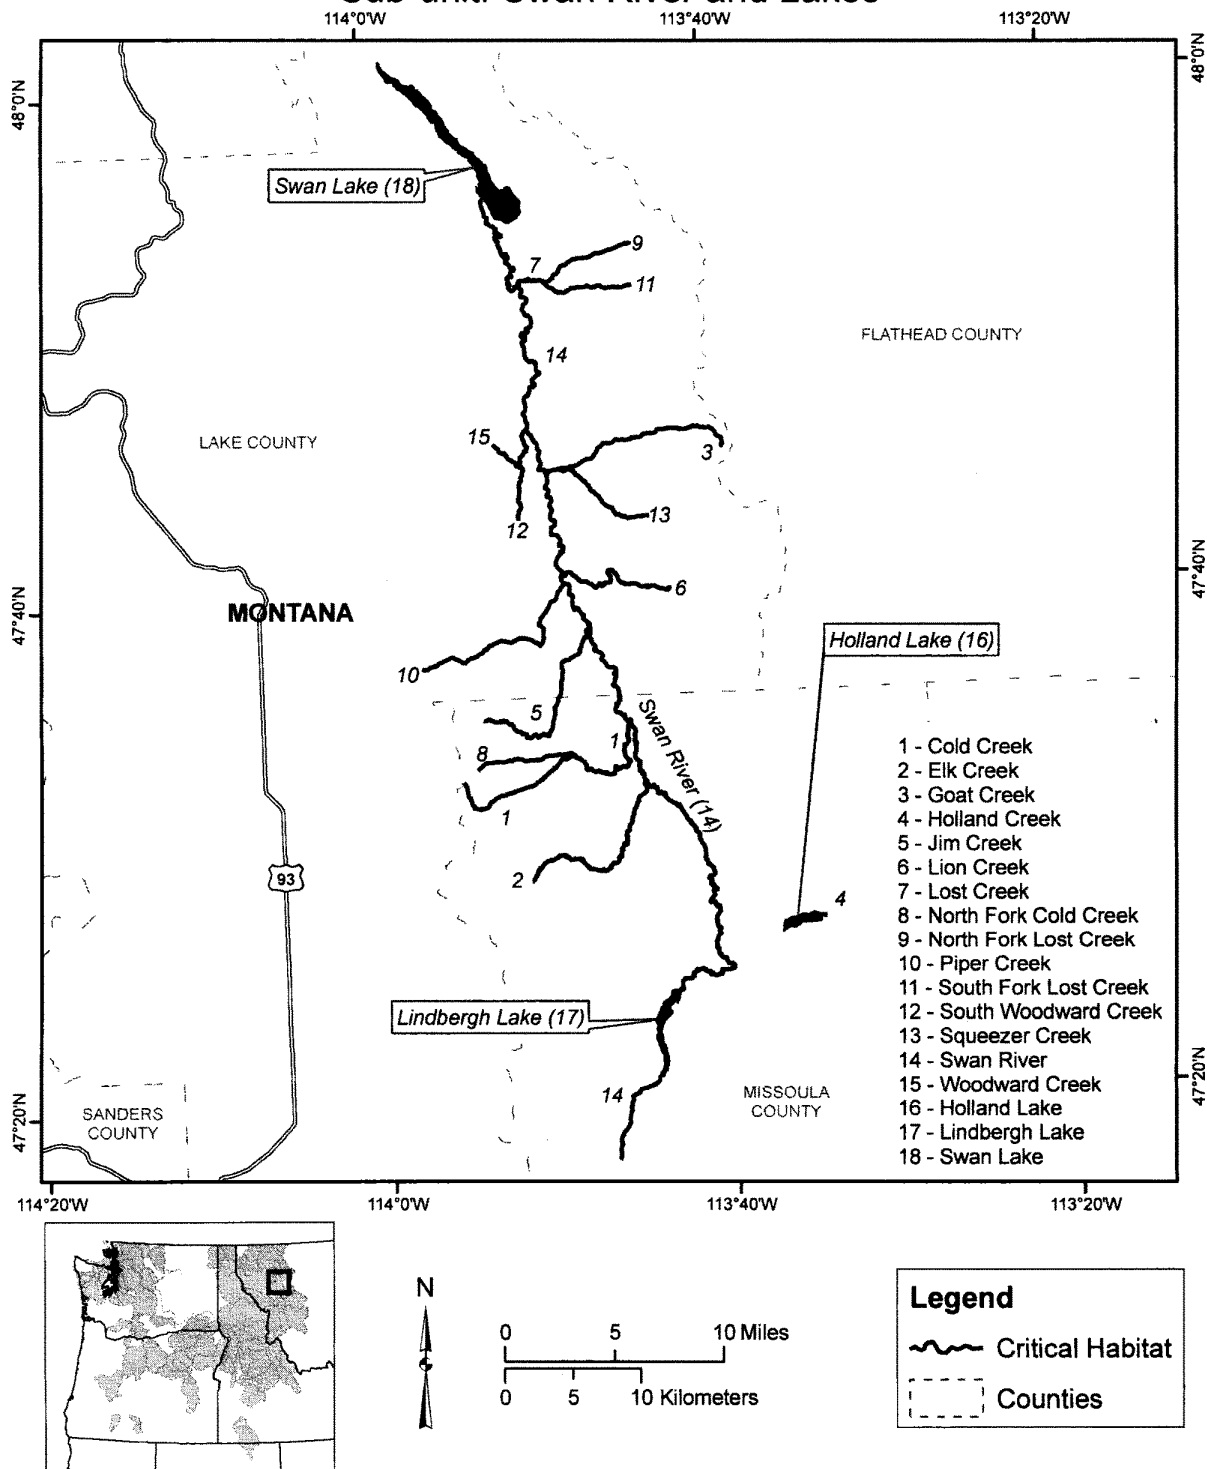 Sub-unit: Swan River and Lakes
114°0'W
113°40'W
113°20'W
48°0'N
48°0'N
Swan Lake (18)
9
7
11
FLATHEAD COUNTY
14
15
LAKE COUNTY
3
13
12
47°40'N
6
47°40'N
MONTANA
Holland Lake (16)
10
5
Swan River (14)
1
8
1
93
2
4
1 - Cold Creek
2 - Elk Creek
3 - Goat Creek
4 - Holland Creek
5 - Jim Creek
6 - Lion Creek
7 - Lost Creek
8 - North Fork Cold Creek
9 - North Fork Lost Creek
10 - Piper Creek
11 - South Fork Lost Creek
12 - South Woodward Creek
13 - Squeezer Creek
14 - Swan River
15 - Woodward Creek
16 - Holland Lake
17 - Lindbergh Lake
18 - Swan Lake
Lindbergh Lake (17)
14
MISSOULA
COUNTY
SANDERS
COUNTY
47°20'N
47°20'N
114°20'W
114°0'W
113°40'W
113°20'W
N
0 5 10 Miles
0 5 10 Kilometers
Legend
Critical Habitat
Counties